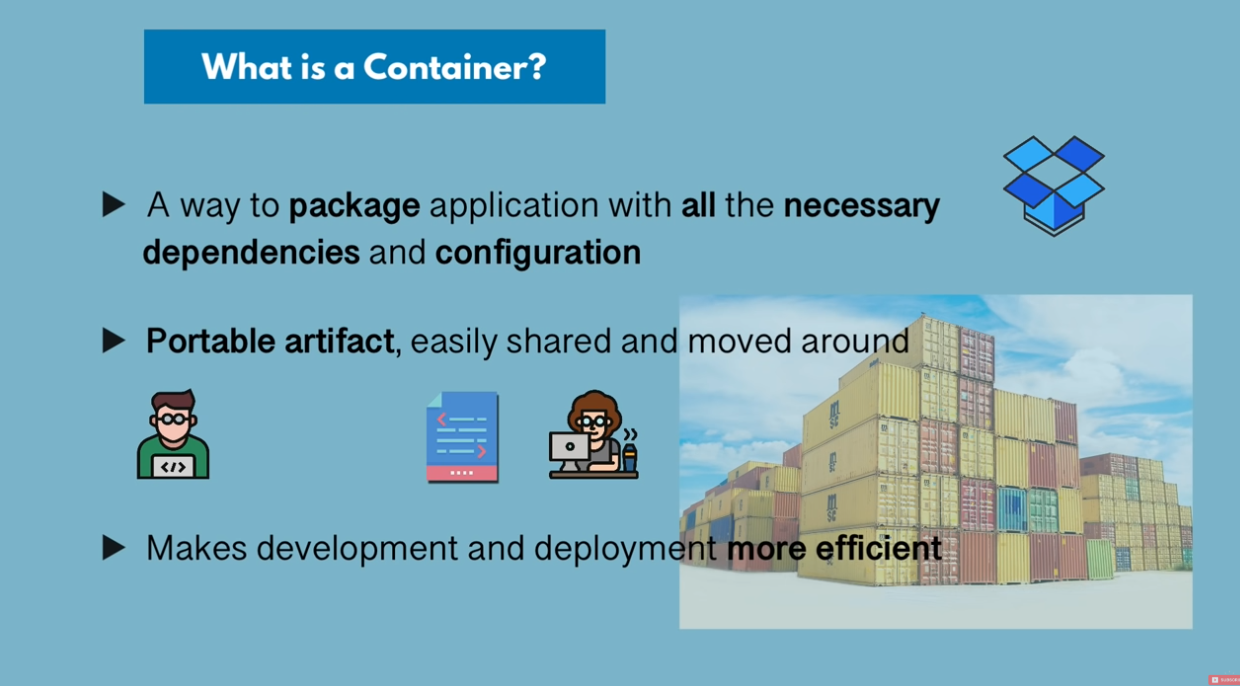 What is a Container?
A way to package application with all the necessary
dependencies and configuration
Portable artifact, easily shared and moved around
</>
Makes development and deployment more efficient